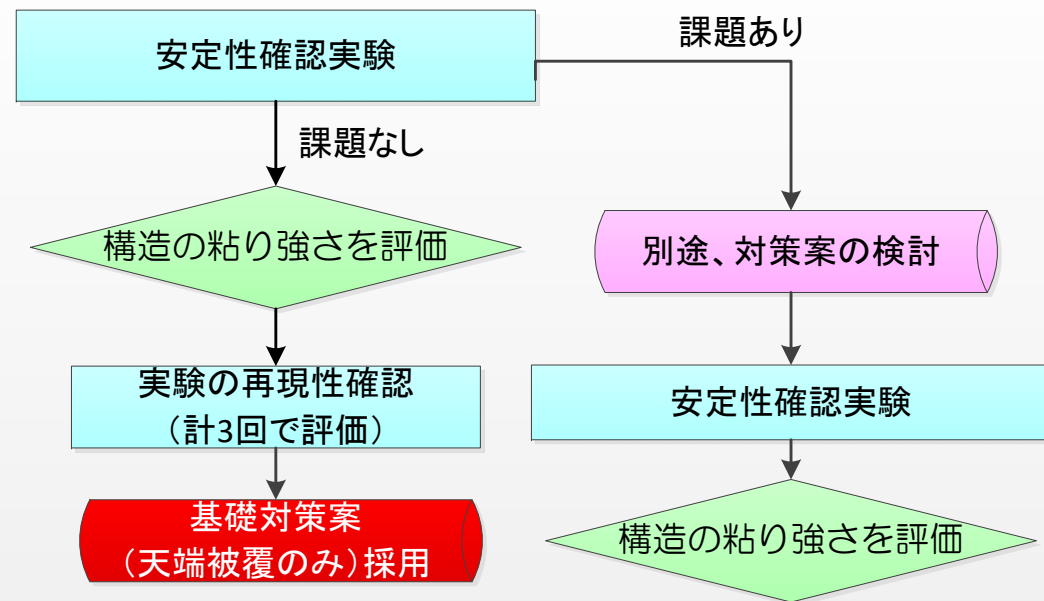 安定性確認実験
課題あり
課題なし
構造の粘り強さを評価
別途、対策案の検討
実験の再現性確認
（計3回で評価）
安定性確認実験
基礎対策案
（天端被覆のみ）採用
構造の粘り強さを評価